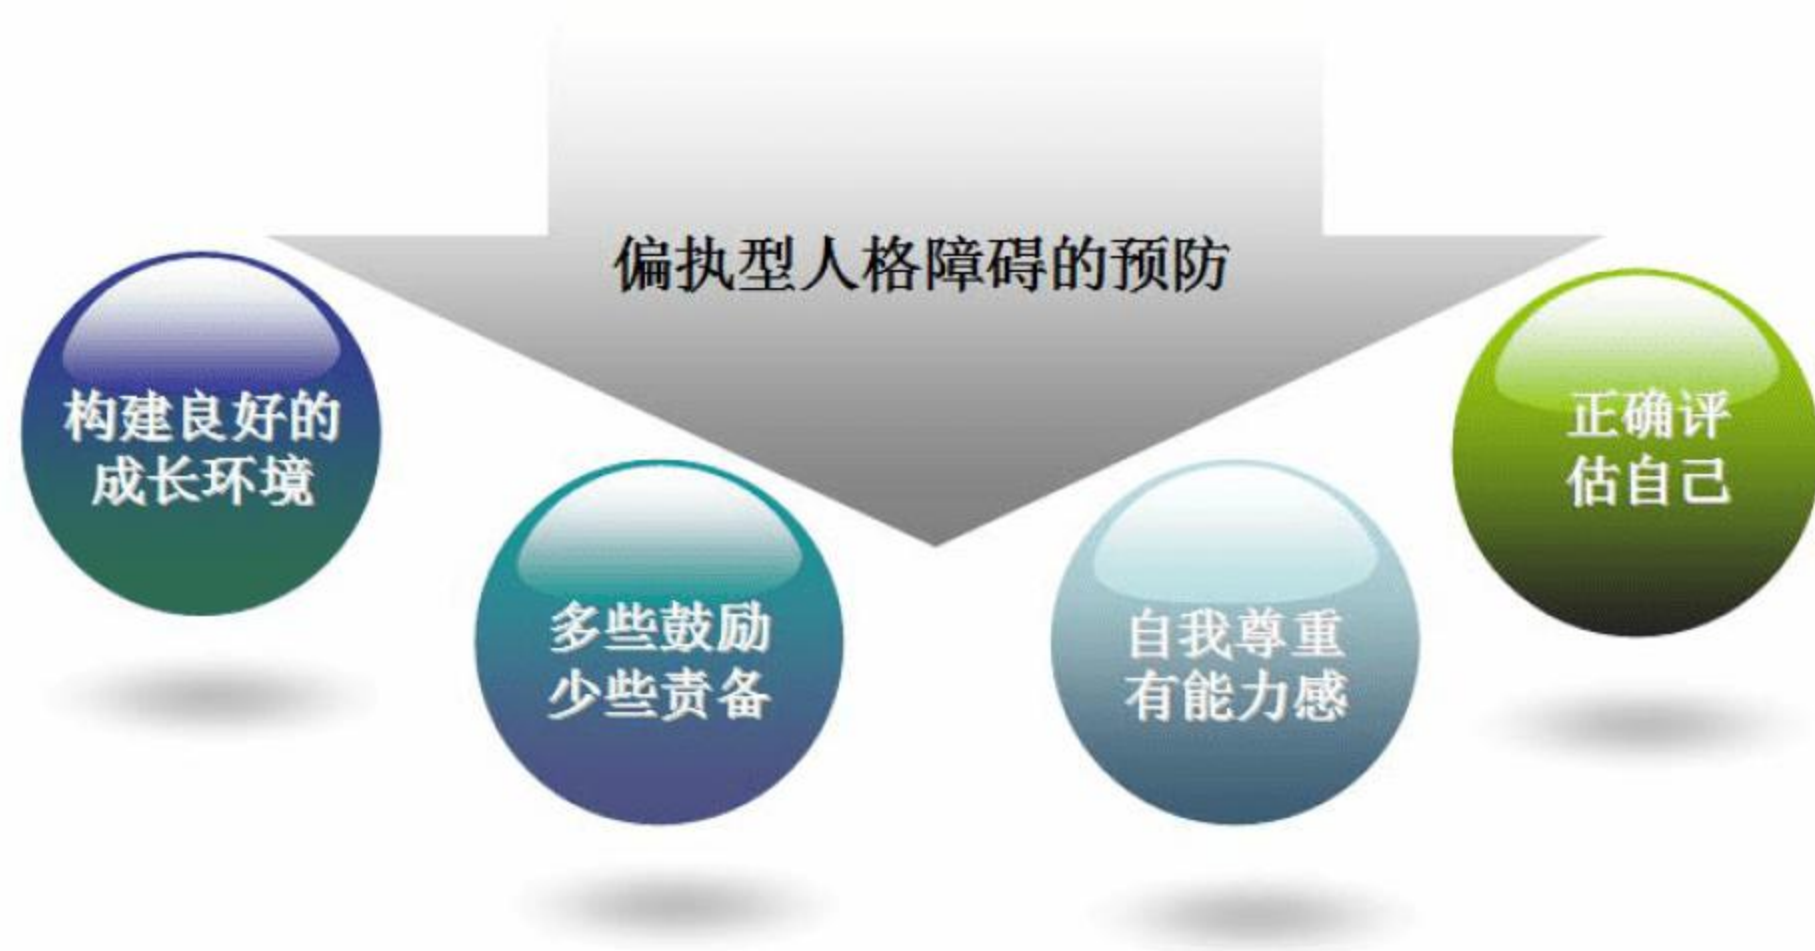 偏执型人格障碍的预防
构建良好的
成长环境
多些鼓励
少些责备
自我尊重
有能力感
正确评
估自己